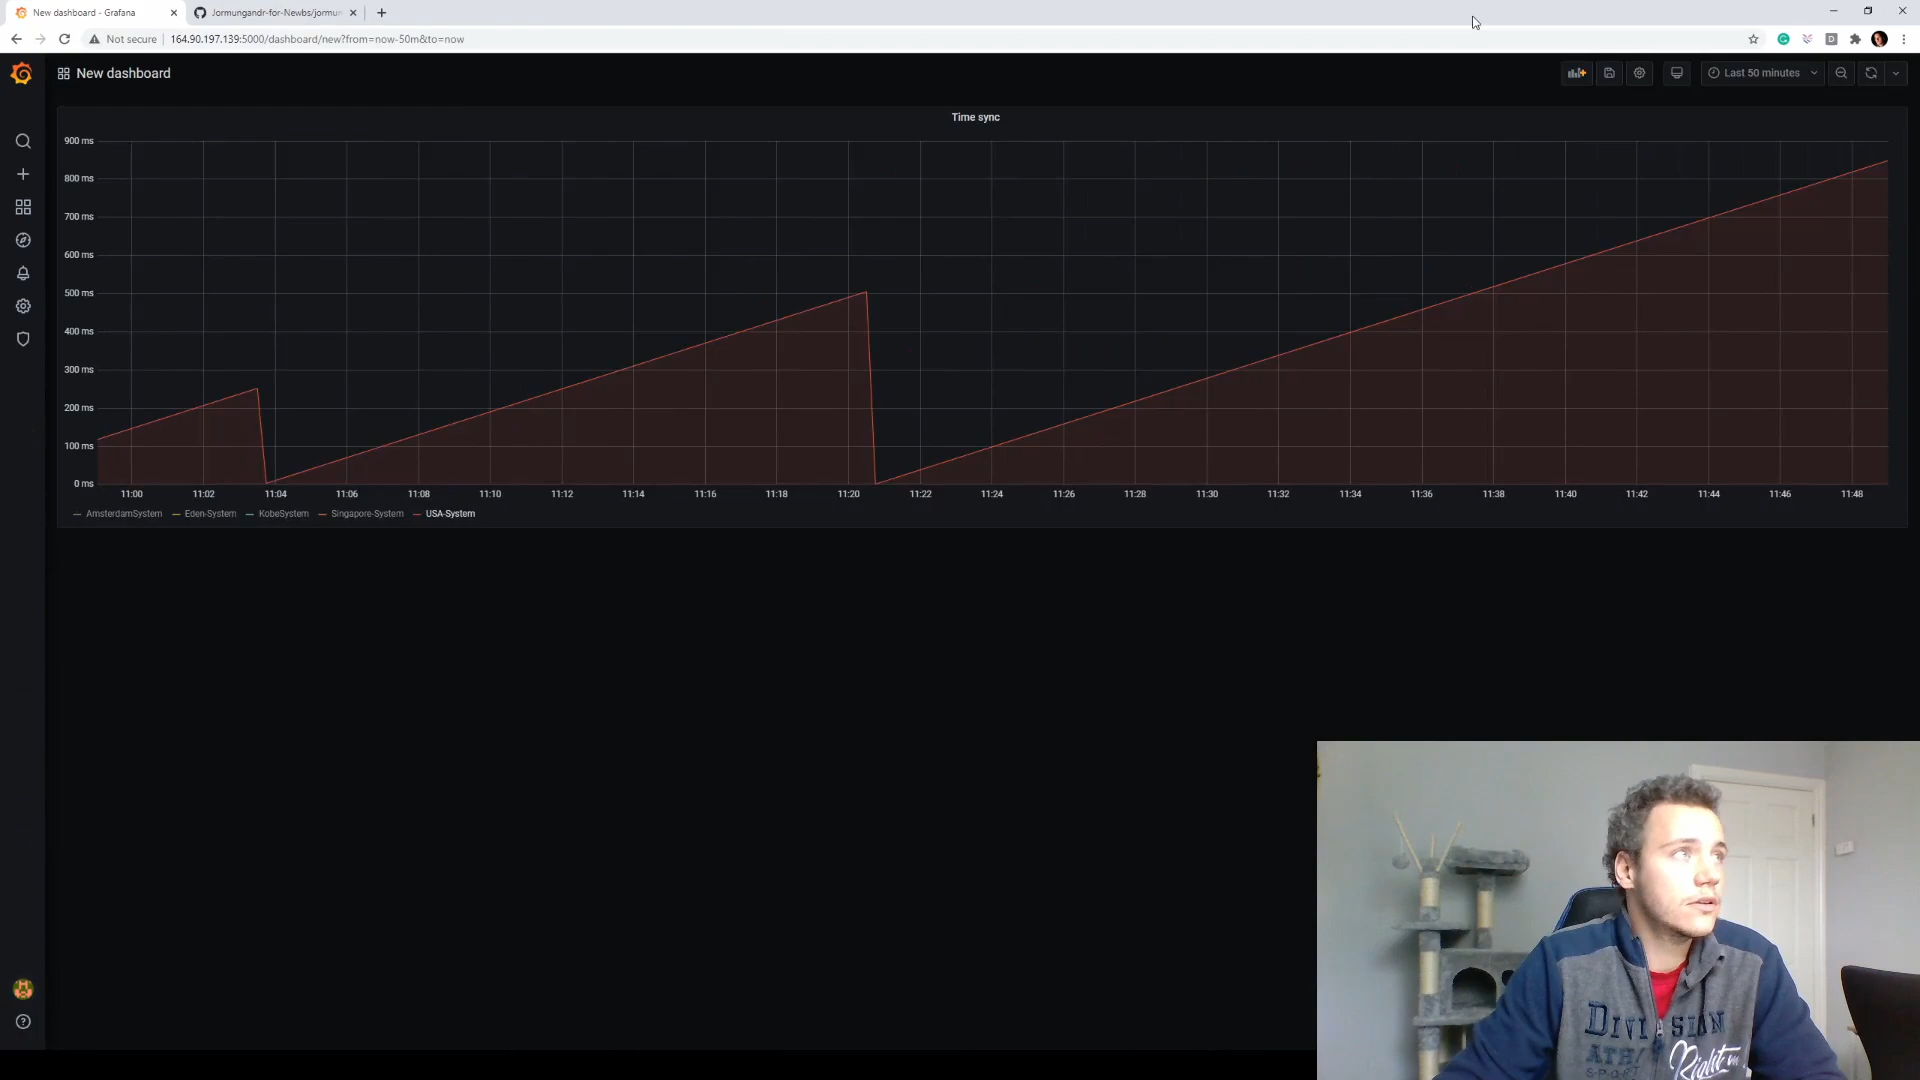 New dashboard - Grafana
Jormungandr-for-Newbs/jormun
Not secure
164.90.197.139:5000/dashboard/new?from=now-50m&to=now
New dashboard
Last 50 minutes
Time sync
900 ms
800 ms
700 ms
600 ms
500 ms
400 ms
300 ms
200 ms
100 ms
0 ms
11:00 11:02 11:04 11:06 11:08 11:10 11:12 11:14 11:16 11:18 11:20 11:22 11:24 11:26 11:28 11:30 11:32 11:34 11:36 11:38 11:40 11:42 11:44 11:46 11:48
AmsterdamSystem Eden-System KobeSystem Singapore-System USA-System
DIVISION
ATH
Right
SPORT